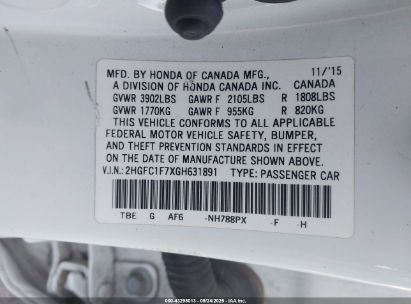 MFD. BY HONDA OF CANADA MFG., 11/'15
A DIVISION OF HONDA CANADA INC. CANADA
GVWR 3902LBS GAWR F 2105LBS R 1808LBS
GVWR 1770KG GAWR F 955KG R 820KG
THIS VEHICLE CONFORMS TO ALL APPLICABLE
FEDERAL MOTOR VEHICLE SAFETY, BUMPER,
AND THEFT PREVENTION STANDARDS IN EFFECT
ON THE DATE OF MANUFACTURE SHOWN ABOVE.
V.I.N.: 2HGFC1F7XGH631891 TYPE: PASSENGER CAR
TBE G AF6 -NH788PX -F -H